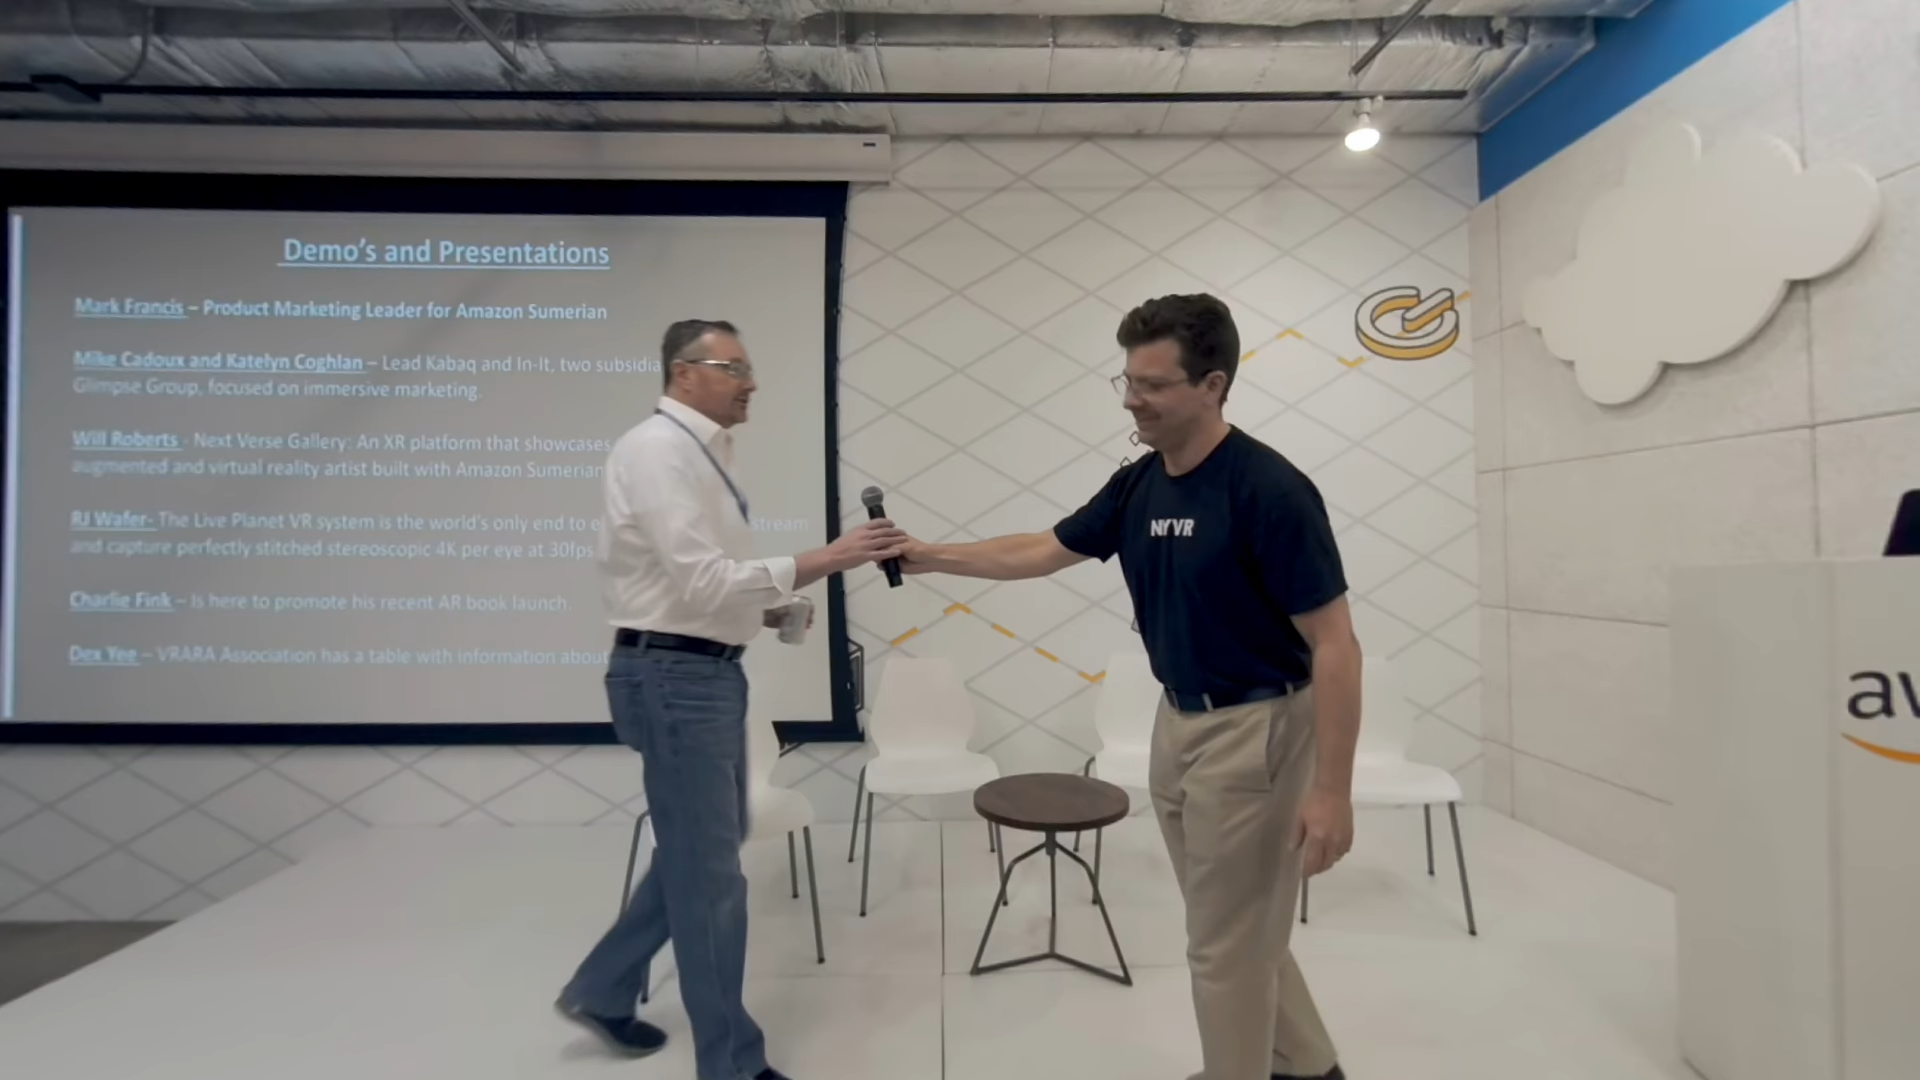 Demo's and Presentations
Mark Francis – Product Marketing Leader for Amazon Sumerian
Mike Cadoux and Katelyn Coghlan – Lead Kabaq and In-It, two
Glimpse Group, focused on immersive marketing.
Will Roberts - Next Verse Gallery: An XR platform that showcases
augmented and virtual reality artist built with Amazon Sumerian
RJ Wafer- The Live Planet VR system is the world's only end to stream
and capture perfectly stitched stereoscopic 4K per eye at 30fps
Charlie Fink – Is here to promote his recent AR book launch.
Dex Yee – VRARA Association has a table with information about
NYVR